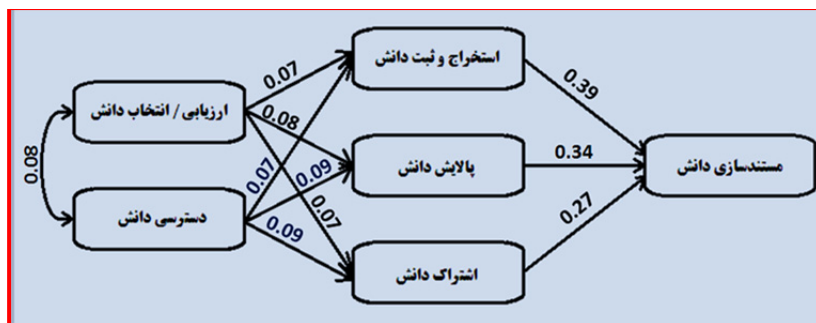 استخراج و ثبت دانش
0.07
0.39
ارزیابی / انتخاب دانش
0.08
0.08
0.07
0.09
پالایش دانش
0.34
مستندسازی دانش
دسترسی دانش
0.07
0.09
0.27
اشتراک دانش